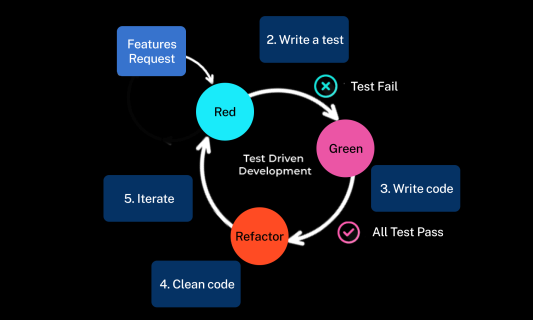 Features
Request
2. Write a test
Test Fail
Red
Green
Test Driven
Development
3. Write code
5. Iterate
All Test Pass
Refactor
4. Clean code